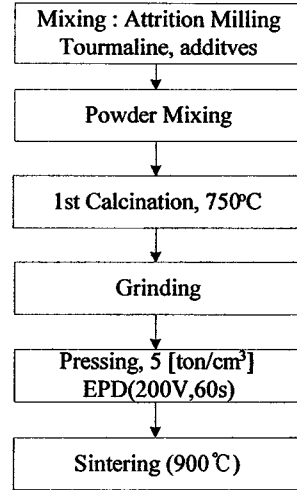 Mixing : Attrition Milling
Tourmaline, additves
Powder Mixing
1st Calcination, 750℃
Grinding
Pressing, 5 [ton/cm³]
EPD(200V,60s)
Sintering (900℃)